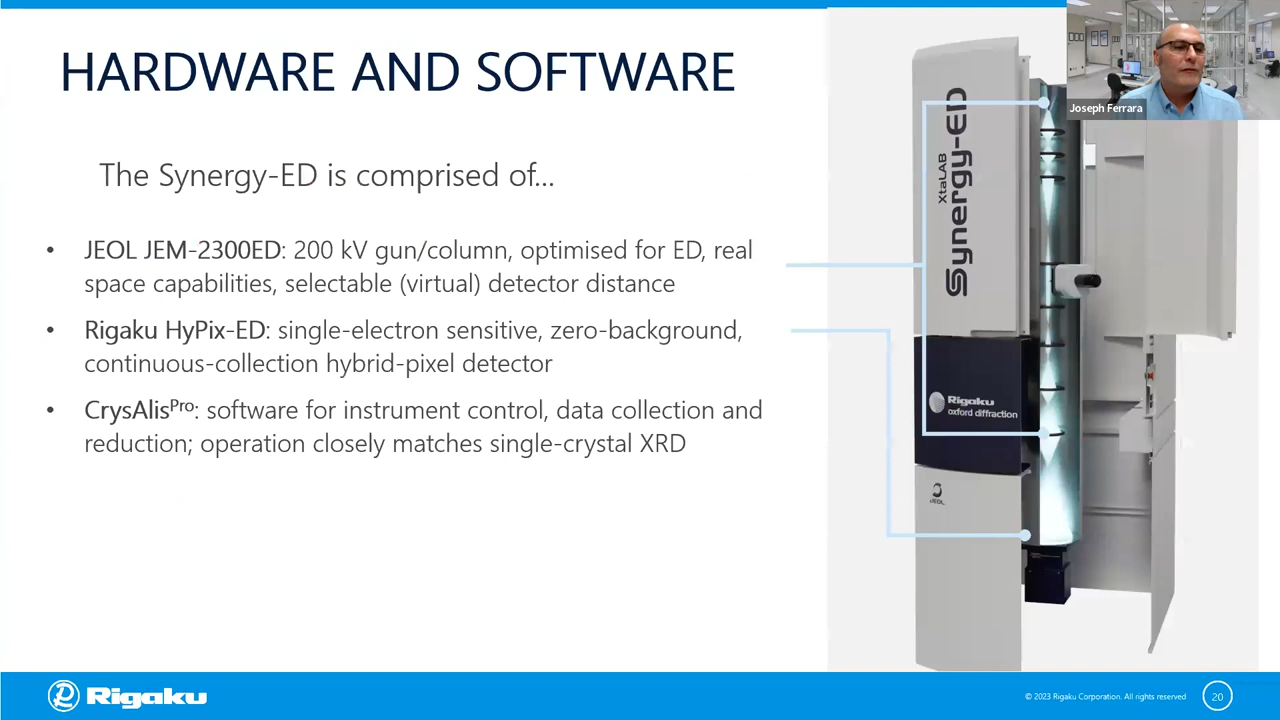 HARDWARE AND SOFTWARE
The Synergy-ED is comprised of...
• JEOL JEM-2300ED: 200 kV gun/column, optimised for ED, real
space capabilities, selectable (virtual) detector distance
• Rigaku HyPix-ED: single-electron sensitive, zero-background,
continuous-collection hybrid-pixel detector
• CrysAlisPro: software for instrument control, data collection and
reduction; operation closely matches single-crystal XRD
XtaLAB
Synergy-ED
Rigaku
oxford diffraction
JEOL
Joseph Ferrara
Rigaku
© 2023 Rigaku Corporation. All rights reserved
20